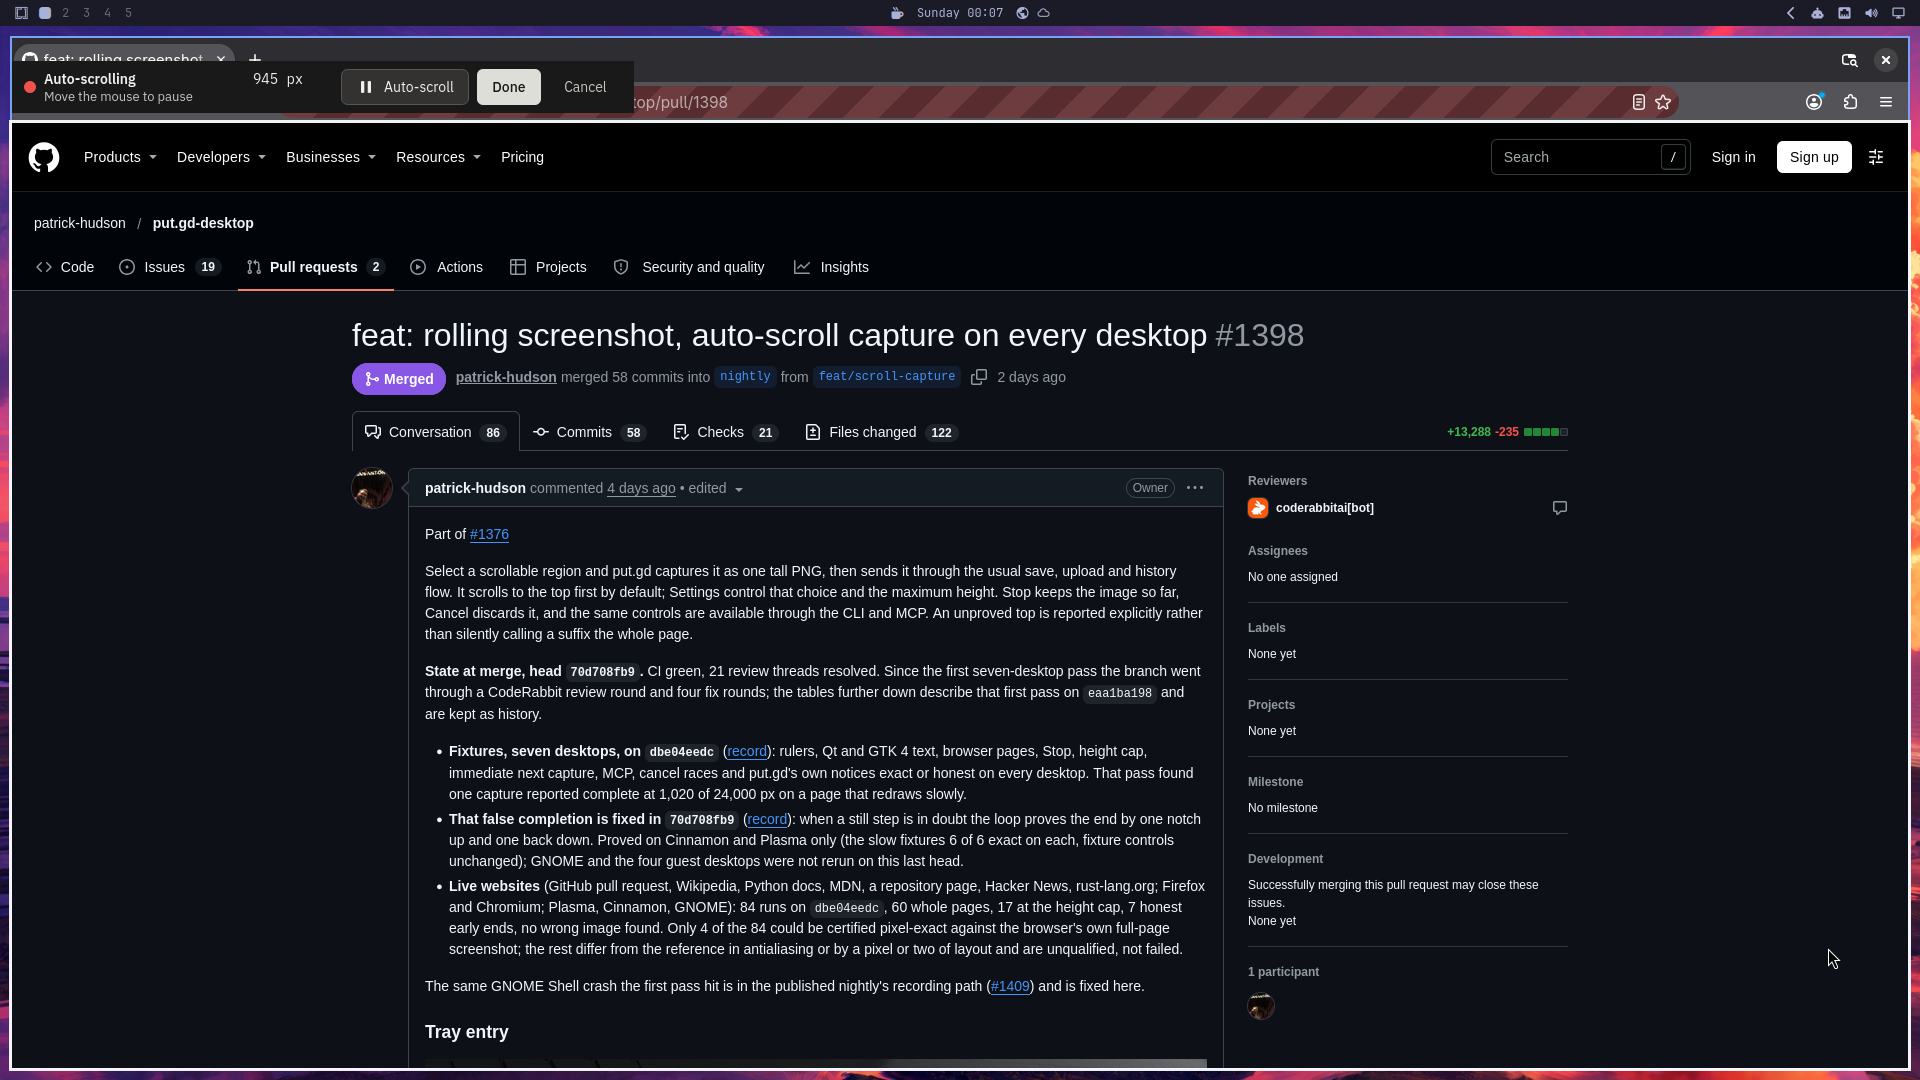 2 3 4 5
Sunday 00:07
feat: rolling screenshot,
Auto-scrolling
Move the mouse to pause
945 px
Auto-scroll
Done
Cancel
top/pull/1398
Products
Developers
Businesses
Resources
Pricing
Search
/
Sign in
Sign up
patrick-hudson / put.gd-desktop
Code
Issues 19
Pull requests 2
Actions
Projects
Security and quality
Insights
feat: rolling screenshot, auto-scroll capture on every desktop #1398
Merged patrick-hudson merged 58 commits into nightly from feat/scroll-capture 2 days ago
Conversation 86
Commits 58
Checks 21
Files changed 122
+13,288 -235
patrick-hudson commented 4 days ago • edited
Owner
Part of #1376
Select a scrollable region and put.gd captures it as one tall PNG, then sends it through the usual save, upload and history
flow. It scrolls to the top first by default; Settings control that choice and the maximum height. Stop keeps the image so far,
Cancel discards it, and the same controls are available through the CLI and MCP. An unproved top is reported explicitly rather
than silently calling a suffix the whole page.
State at merge, head 70d708fb9. CI green, 21 review threads resolved. Since the first seven-desktop pass the branch went
through a CodeRabbit review round and four fix rounds; the tables further down describe that first pass on eaa1ba198 and
are kept as history.
• Fixtures, seven desktops, on dbe04eedc (record): rulers, Qt and GTK 4 text, browser pages, Stop, height cap,
immediate next capture, MCP, cancel races and put.gd's own notices exact or honest on every desktop. That pass found
one capture reported complete at 1,020 of 24,000 px on a page that redraws slowly.
• That false completion is fixed in 70d708fb9 (record): when a still step is in doubt the loop proves the end by one notch
up and one back down. Proved on Cinnamon and Plasma only (the slow fixtures 6 of 6 exact on each, fixture controls
unchanged); GNOME and the four guest desktops were not rerun on this last head.
• Live websites (GitHub pull request, Wikipedia, Python docs, MDN, a repository page, Hacker News, rust-lang.org; Firefox
and Chromium; Plasma, Cinnamon, GNOME): 84 runs on dbe04eedc, 60 whole pages, 17 at the height cap, 7 honest
early ends, no wrong image found. Only 4 of the 84 could be certified pixel-exact against the browser's own full-page
screenshot; the rest differ from the reference in antialiasing or by a pixel or two of layout and are unqualified, not failed.
The same GNOME Shell crash the first pass hit is in the published nightly's recording path (#1409) and is fixed here.
Tray entry
Reviewers
coderabbitai[bot]
Assignees
No one assigned
Labels
None yet
Projects
None yet
Milestone
No milestone
Development
Successfully merging this pull request may close these
issues.
None yet
1 participant